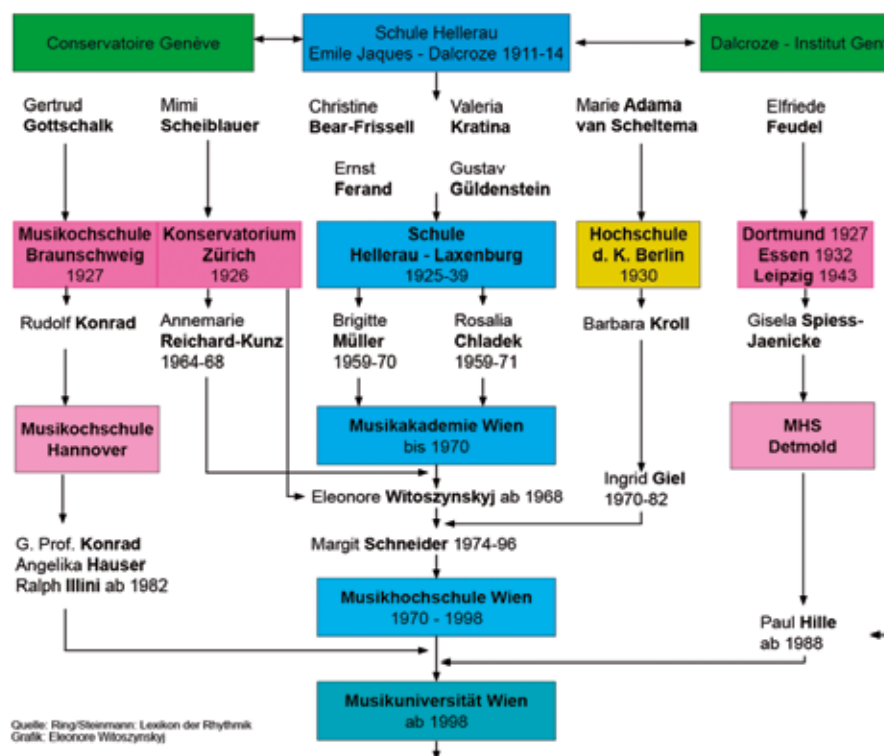 Conservatoire Genève
Schule Hellerau
Emile Jaques - Dalcroze 1911-14
Dalcroze - Institut Genf
Gertrud
Gottschalk
Mimi
Scheiblauer
Christine
Bear-Frissell
Valeria
Kratina
Marie Adama
van Scheltema
Elfriede
Feudel
Ernst
Ferand
Gustav
Güldenstein
Musikochschule
Braunschweig
1927
Konservatorium
Zürich
1926
Schule
Hellerau - Laxenburg
1925-39
Hochschule
d. K. Berlin
1930
Dortmund 1927
Essen 1932
Leipzig 1943
Rudolf Konrad
Annemarie
Reichard-Kunz
1964-68
Brigitte
Müller
1959-70
Rosalia
Chladek
1959-71
Barbara Kroll
Gisela Spiess-
Jaenicke
Musikochschule
Hannover
Musikakademie Wien
bis 1970
MHS
Detmold
Eleonore Witoszynskyj ab 1968
Ingrid Giel
1970-82
G. Prof. Konrad
Angelika Hauser
Ralph Illini ab 1982
Margit Schneider 1974-96
Musikhochschule Wien
1970 - 1998
Paul Hille
ab 1988
Musikuniversität Wien
ab 1998
Quelle: Ring/Steinmann: Lexikon der Rhythmik
Grafik: Eleonore Witoszynskyj